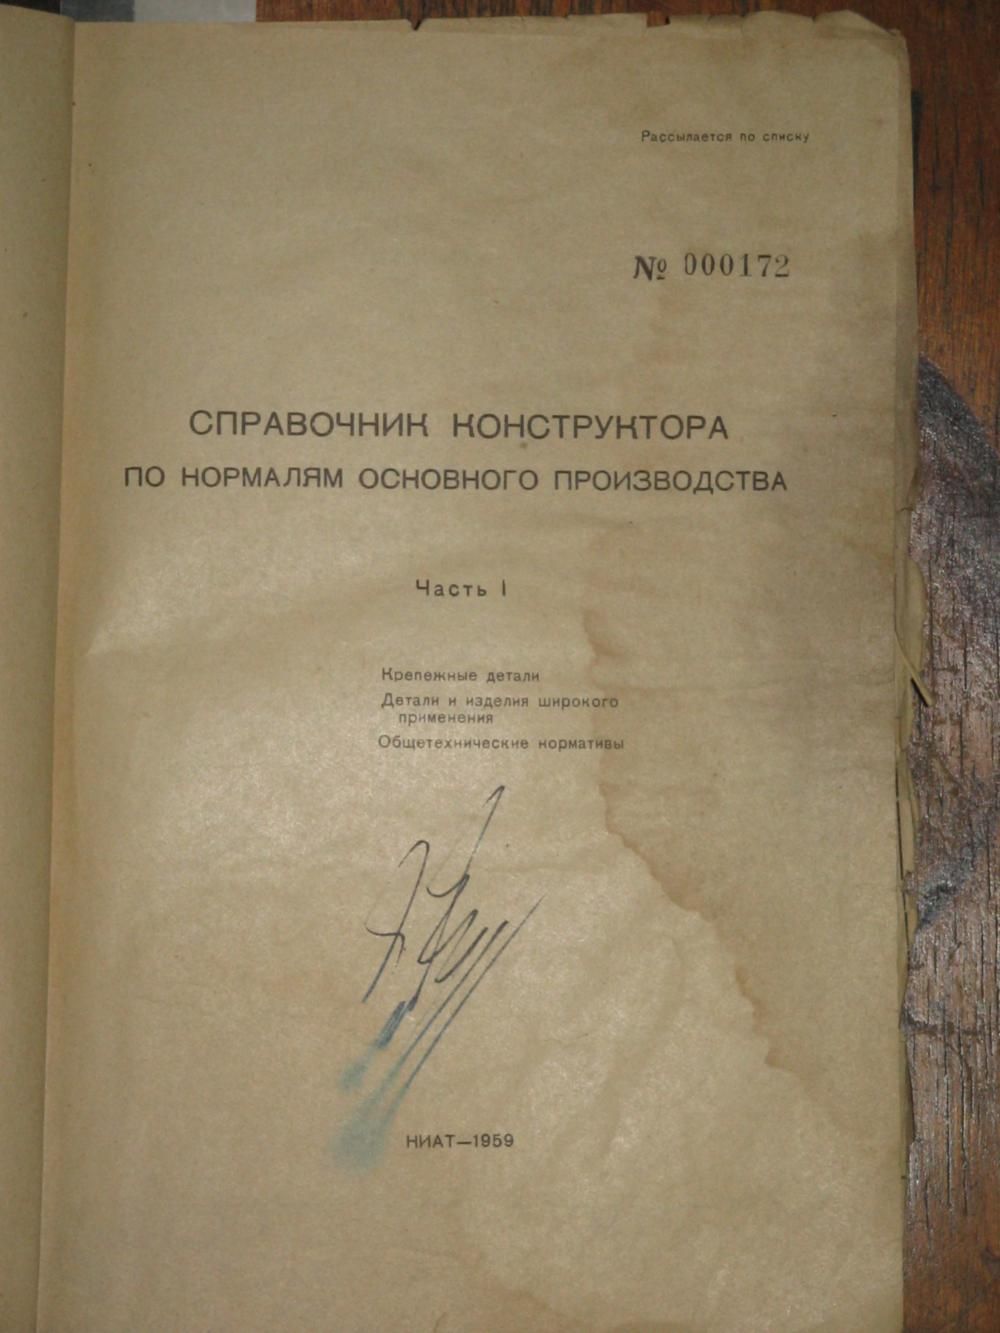 Рассылается по списку
№ 000172
СПРАВОЧНИК КОНСТРУКТОРА
ПО НОРМАЛЯМ ОСНОВНОГО ПРОИЗВОДСТВА
Часть I
Крепежные детали
Детали и изделия широкого
применения
Общетехнические нормативы
НИАТ—1959